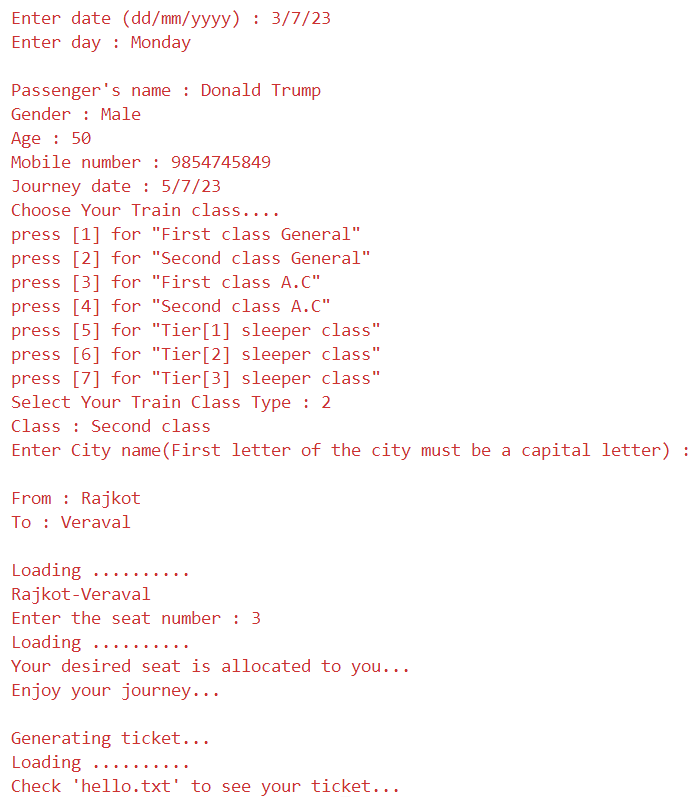 Enter date (dd/mm/yyyy) : 3/7/23
Enter day : Monday
Passenger's name : Donald Trump
Gender : Male
Age : 50
Mobile number : 9854745849
Journey date : 5/7/23
Choose Your Train class....
press [1] for "First class General"
press [2] for "Second class General"
press [3] for "First class A.C"
press [4] for "Second class A.C"
press [5] for "Tier[1] sleeper class"
press [6] for "Tier[2] sleeper class"
press [7] for "Tier[3] sleeper class"
Select Your Train Class Type : 2
Class : Second class
Enter City name(First letter of the city must be a capital letter) :
From : Rajkot
To : Veraval
Loading ..........
Rajkot-Veraval
Enter the seat number : 3
Loading ..........
Your desired seat is allocated to you...
Enjoy your journey...
Generating ticket...
Loading ..........
Check 'hello.txt' to see your ticket...